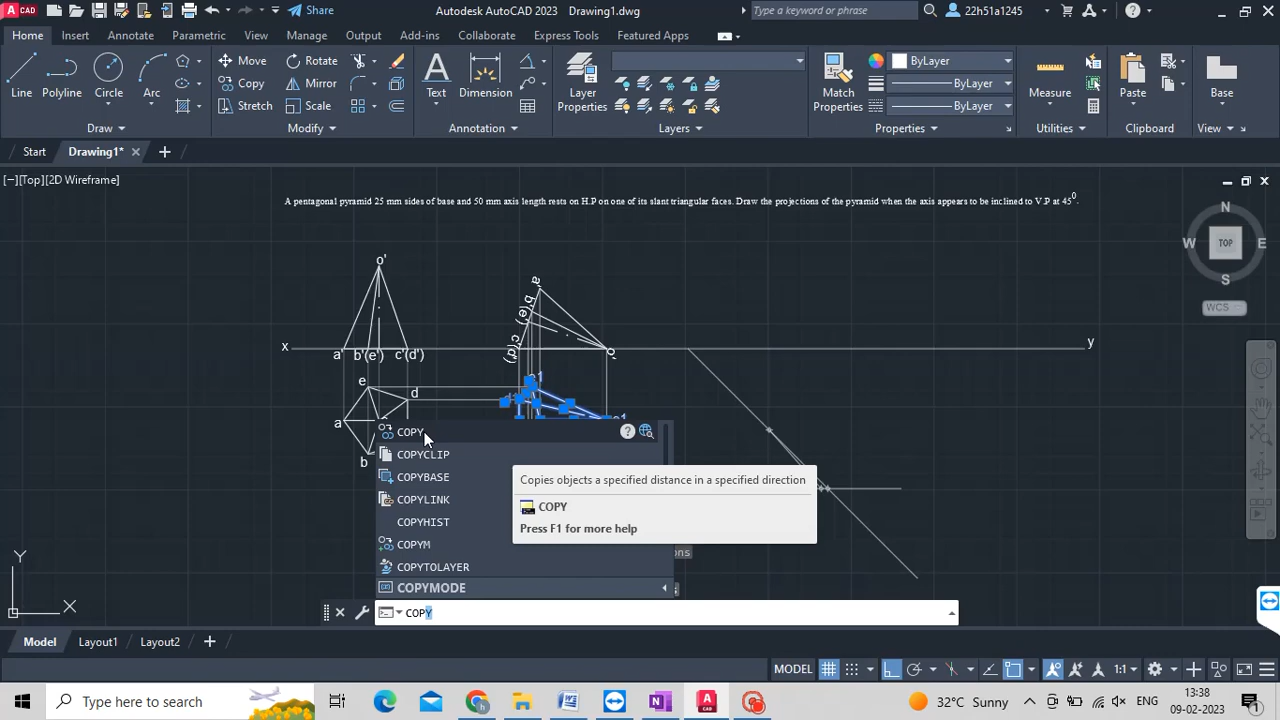 CAD
Share
Autodesk AutoCAD 2023 Drawing1.dwg
Type a keyword or phrase
22h51a1245
Home Insert Annotate Parametric View Manage Output Add-ins Collaborate Express Tools Featured Apps
Line Polyline Circle Arc
Move Rotate
Copy Mirror
Stretch Scale
Text Dimension
Layer Properties
Match Properties
ByLayer
ByLayer
ByLayer
Measure
Paste
Base
Draw Modify Annotation Layers Properties Utilities Clipboard View
Start Drawing1*
[−][Top][2D Wireframe]
A pentagonal pyramid 25 mm sides of base and 50 mm axis length rests on H.P on one of its slant triangular faces. Draw the projections of the pyramid when the axis appears to be inclined to V.P at 45⁰.
N
W TOP E
S
WCS
o'
a'
b'(e')
c'(d')
x
y
a' b'(e') c'(d')
o'
e
d
a
b
COPY
COPYCLIP
COPYBASE
COPYLINK
COPYHIST
COPYM
COPYTOLAYER
COPYMODE
Copies objects a specified distance in a specified direction
COPY
Press F1 for more help
ons
Y
X
COPY
Model Layout1 Layout2
MODEL
1:1
Type here to search
32°C Sunny
13:38
09-02-2023